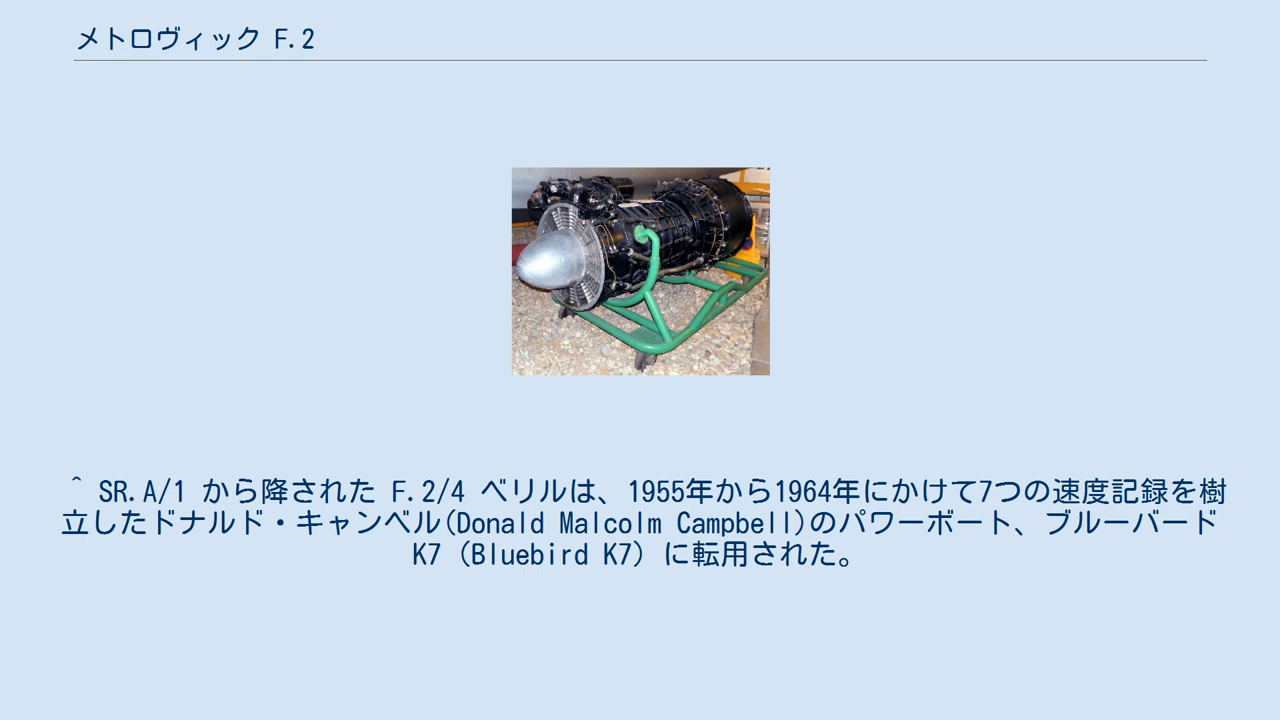 メトロヴィック F.2
^ SR.A/1 から降された F.2/4 ベリルは、1955年から1964年にかけて7つの速度記録を樹
立したドナルド・キャンベル(Donald Malcolm Campbell)のパワーボート、ブルーバード
K7（Bluebird K7）に転用された。